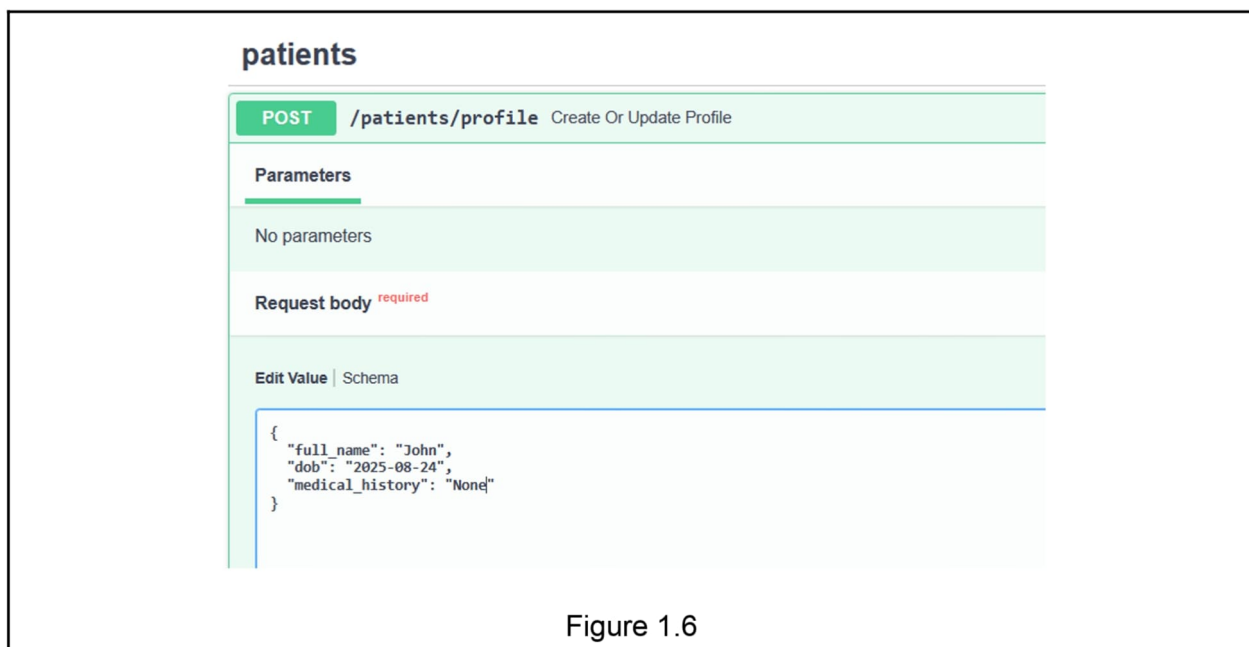 patients
POST /patients/profile Create Or Update Profile
Parameters
No parameters
Request body required
Edit Value | Schema
{
"full_name": "John",
"dob": "2025-08-24",
"medical_history": "None"
}
Figure 1.6